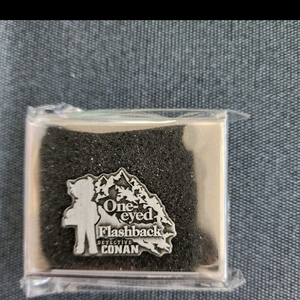 One-
eyed
Flashback
DETECTIVE
CONAN